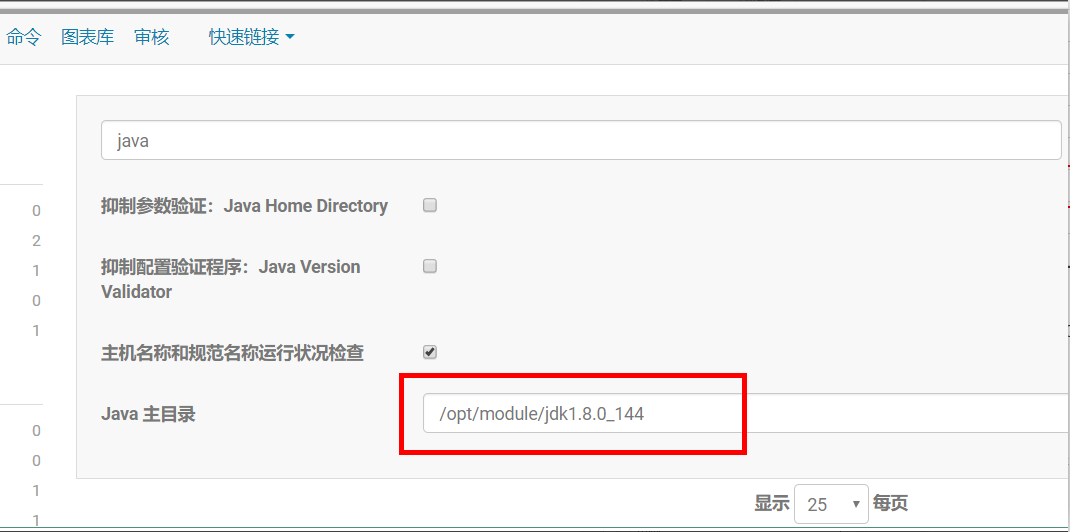 命令 图表库 审核 快速链接
java
抑制参数验证：Java Home Directory
0
2
抑制配置验证程序：Java Version
1
Validator
0
1
主机名称和规范名称运行状况检查
Java 主目录 /opt/module/jdk1.8.0_144
0
0
1
显示 25 每页
1